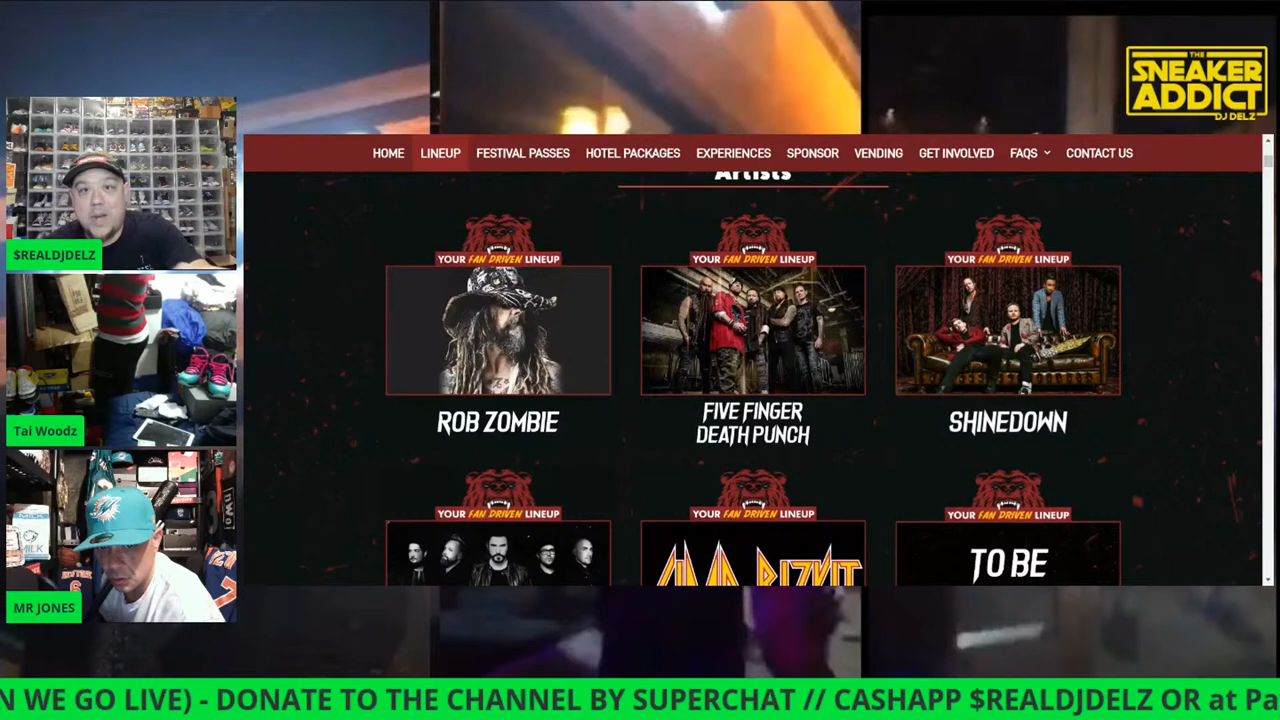 THE
SNEAKER
ADDICT
DJ DELZ
HOME LINEUP FESTIVAL PASSES HOTEL PACKAGES EXPERIENCES SPONSOR VENDING GET INVOLVED FAQS CONTACT US
Artists
YOUR FAN DRIVEN LINEUP YOUR FAN DRIVEN LINEUP YOUR FAN DRIVEN LINEUP
ROB ZOMBIE
FIVE FINGER
DEATH PUNCH
SHINEDOWN
YOUR FAN DRIVEN LINEUP YOUR FAN DRIVEN LINEUP YOUR FAN DRIVEN LINEUP
LIMP BIZKIT
TO BE
$REALDJDELZ
Tai Woodz
MILK
MR JONES
N WE GO LIVE) - DONATE TO THE CHANNEL BY SUPERCHAT // CASHAPP $REALDJDELZ OR at Pa